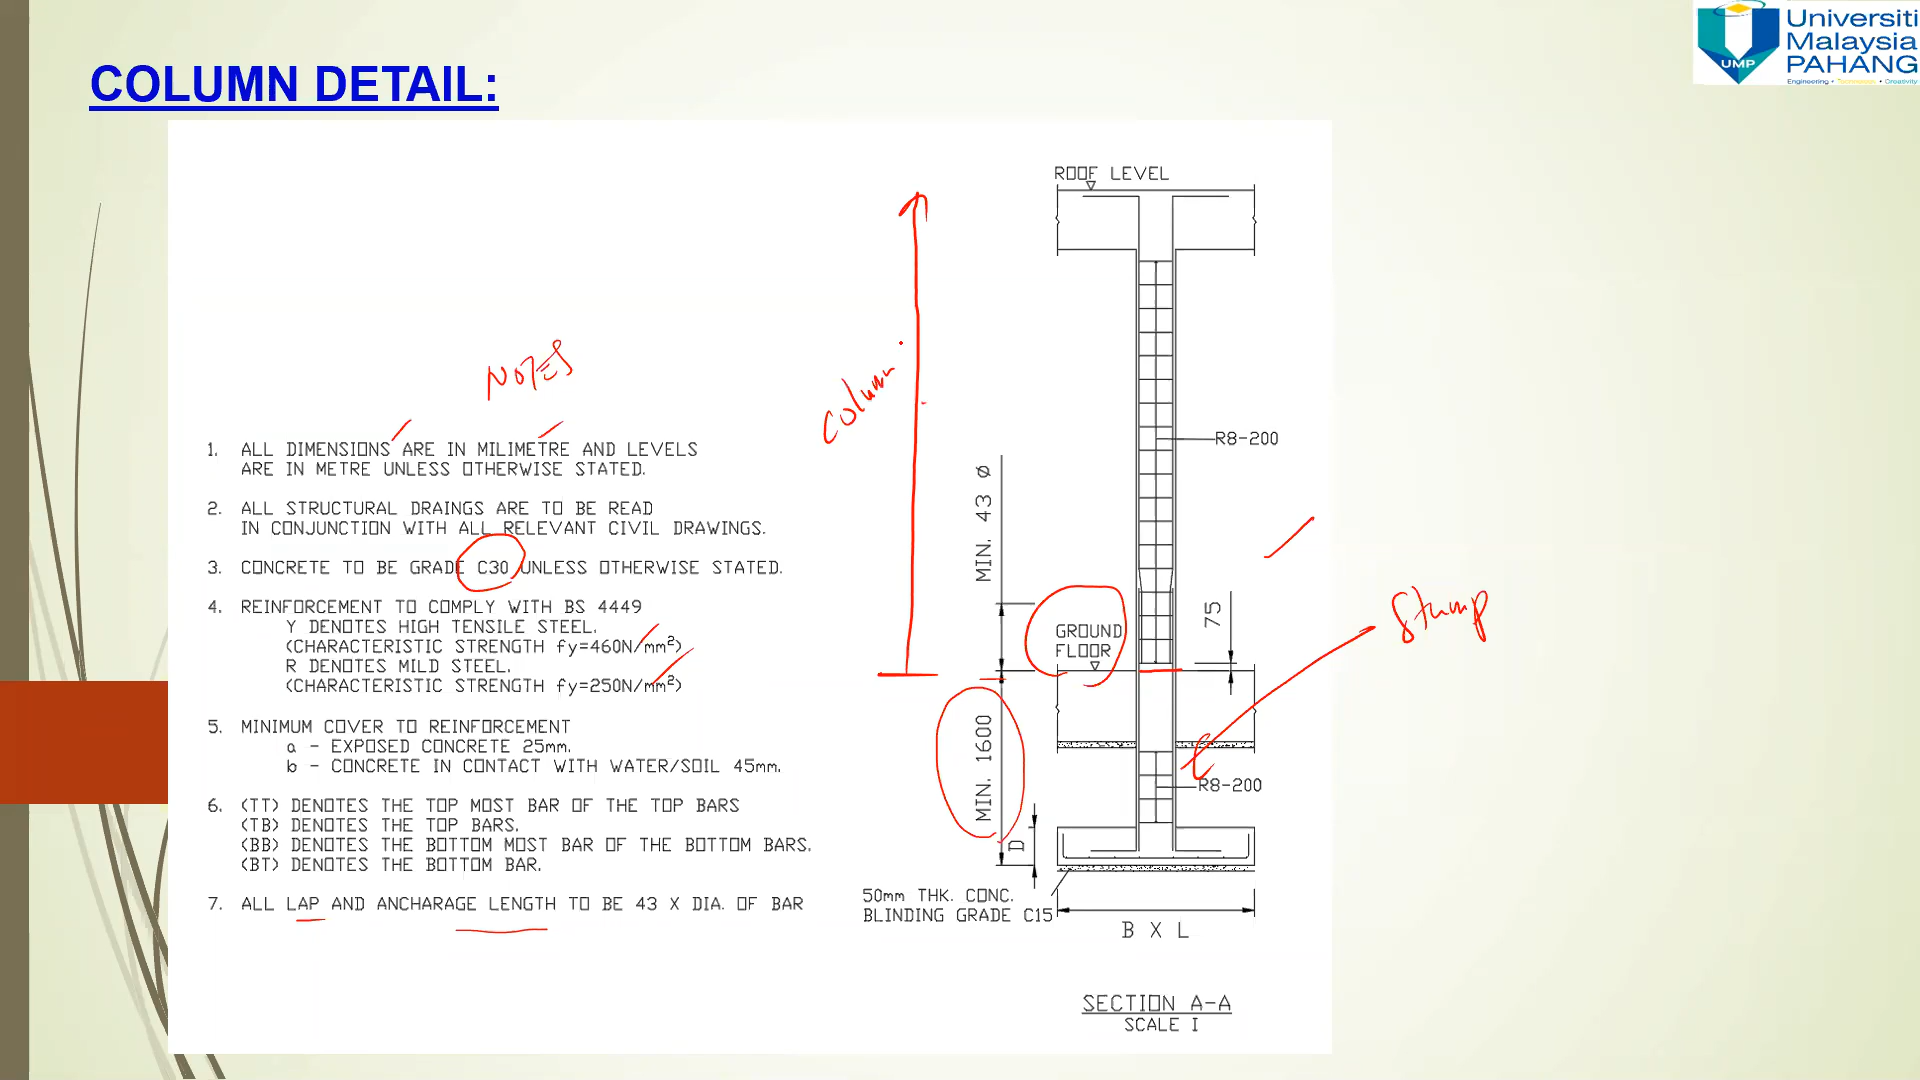 COLUMN DETAIL:
Universiti
Malaysia
PAHANG
Engineering • Technology • Creativity
UMP
NOTES
1. ALL DIMENSIONS ARE IN MILIMETRE AND LEVELS
ARE IN METRE UNLESS OTHERWISE STATED.
2. ALL STRUCTURAL DRAINGS ARE TO BE READ
IN CONJUNCTION WITH ALL RELEVANT CIVIL DRAWINGS.
3. CONCRETE TO BE GRADE C30 UNLESS OTHERWISE STATED.
4. REINFORCEMENT TO COMPLY WITH BS 4449
Y DENOTES HIGH TENSILE STEEL.
(CHARACTERISTIC STRENGTH fy=460N/mm²)
R DENOTES MILD STEEL.
(CHARACTERISTIC STRENGTH fy=250N/mm²)
5. MINIMUM COVER TO REINFORCEMENT
a - EXPOSED CONCRETE 25mm.
b - CONCRETE IN CONTACT WITH WATER/SOIL 45mm.
6. (TT) DENOTES THE TOP MOST BAR OF THE TOP BARS
(TB) DENOTES THE TOP BARS.
(BB) DENOTES THE BOTTOM MOST BAR OF THE BOTTOM BARS.
(BT) DENOTES THE BOTTOM BAR.
7. ALL LAP AND ANCHARAGE LENGTH TO BE 43 X DIA. OF BAR
Column
ROOF LEVEL
R8-200
MIN. 43 Ø
GROUND
FLOOR
75
Stump
MIN. 1600
R8-200
D
50mm THK. CONC.
BLINDING GRADE C15
B X L
SECTION A-A
SCALE I